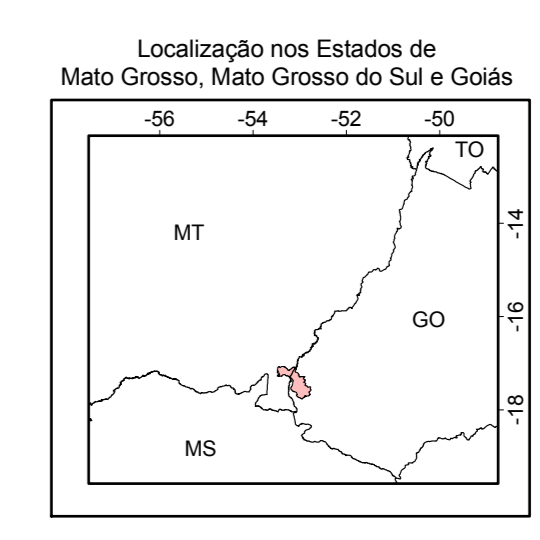 Localização nos Estados de
Mato Grosso, Mato Grosso do Sul e Goiás
-56 -54 -52 -50
TO
-14
MT
-16
GO
-18
MS